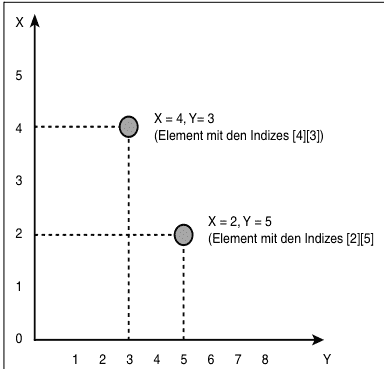 X
5
X = 4, Y= 3
4
(Element mit den Indizes [4][3])
3
X = 2, Y = 5
2
(Element mit den Indizes [2][5]
1
0
1 2 3 4 5 6 7 8 Y